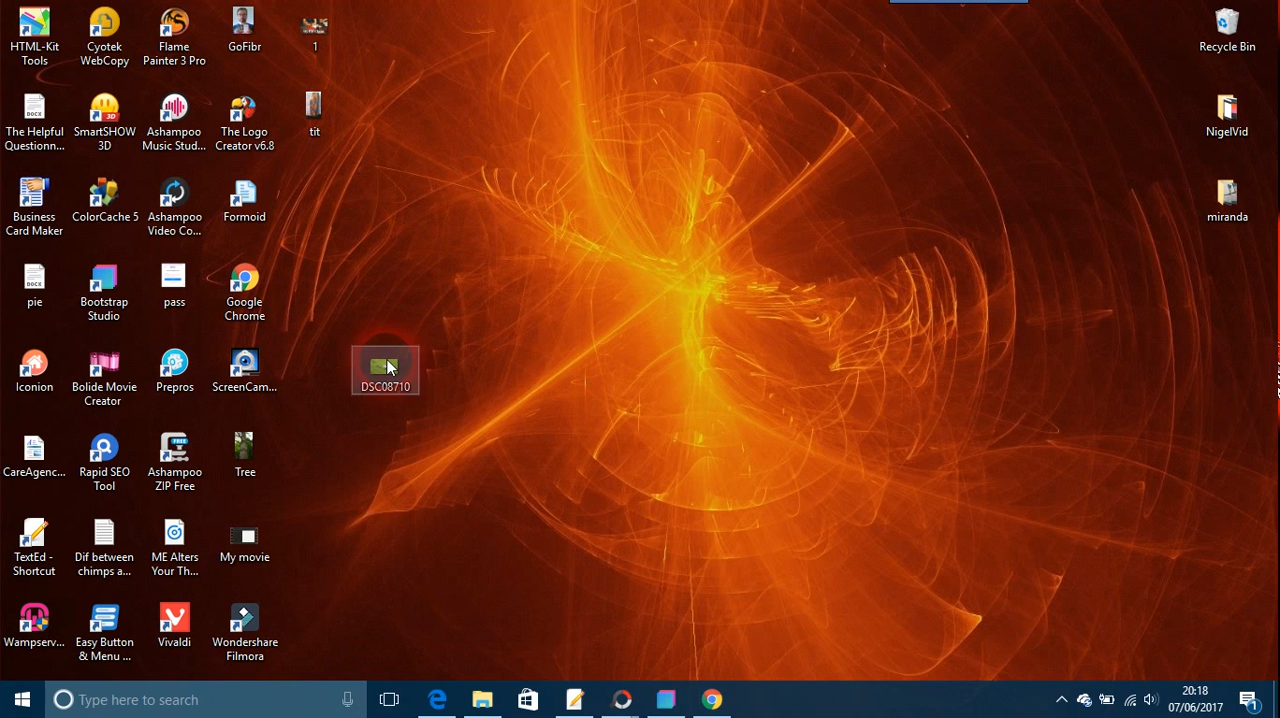 HTML-Kit
Tools
Cyotek
WebCopy
Flame
Painter 3 Pro
GoFibr
1
Recycle Bin
The Helpful
Questionn...
SmartSHOW
3D
Ashampoo
Music Stud...
The Logo
Creator v6.8
tit
NigelVid
Business
Card Maker
ColorCache 5
Ashampoo
Video Co...
Formoid
miranda
pie
Bootstrap
Studio
pass
Google
Chrome
Iconion
Bolide Movie
Creator
Prepros
ScreenCam...
DSC08710
CareAgenc...
Rapid SEO
Tool
Ashampoo
ZIP Free
Tree
TextEd -
Shortcut
Dif between
chimps a...
ME Alters
Your Th...
My movie
Wampserv...
Easy Button
& Menu ...
Vivaldi
Wondershare
Filmora
Type here to search
20:18
07/06/2017
1